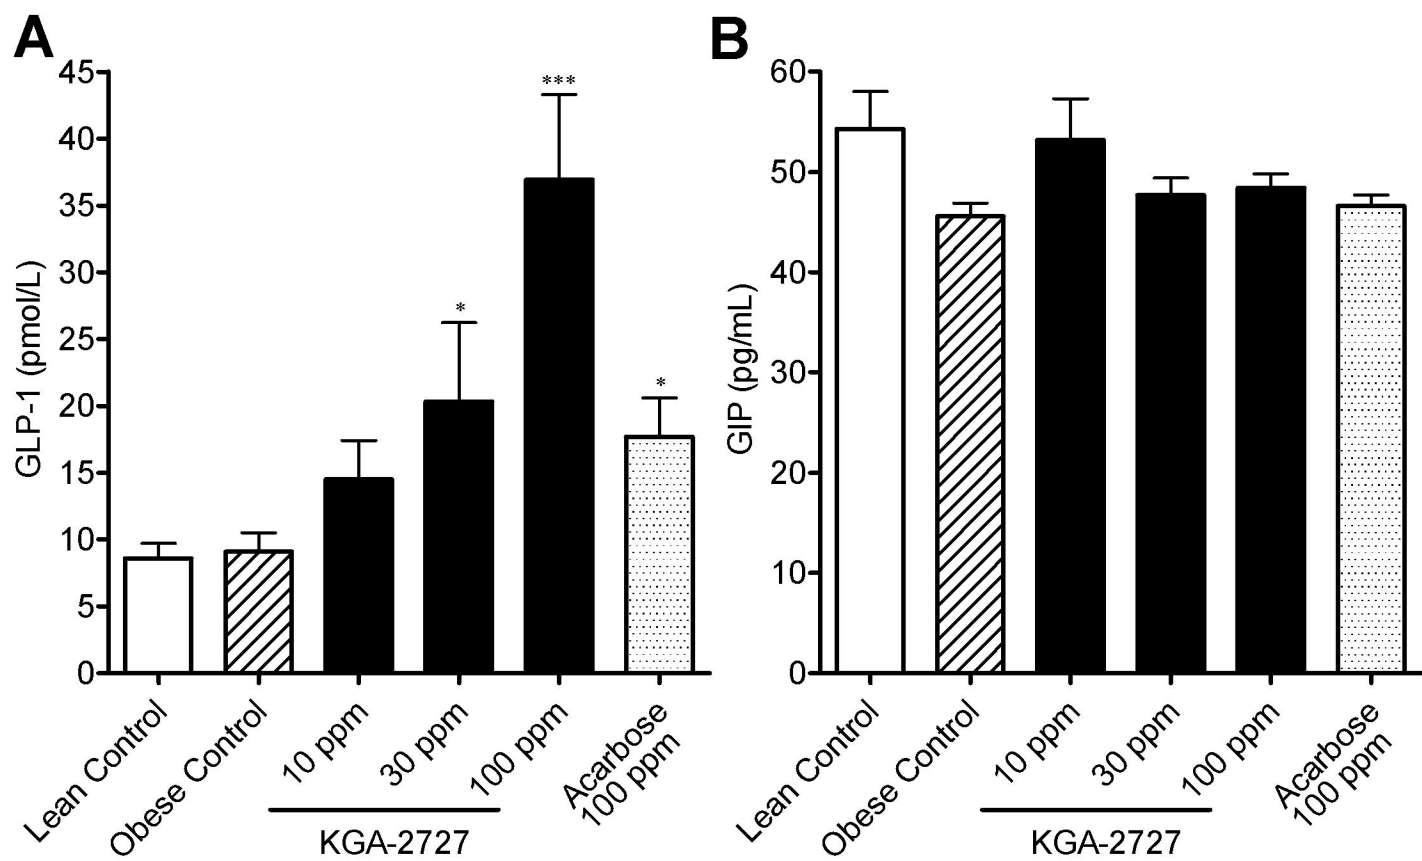 A
45
40
35
30
25
20
15
10
5
0
GLP-1 (pmol/L)
*
***
*
Lean Control
Obese Control
10 ppm
30 ppm
100 ppm
Acarbose
100 ppm
KGA-2727
B
60
50
40
30
20
10
0
GIP (pg/mL)
Lean Control
Obese Control
10 ppm
30 ppm
100 ppm
Acarbose
100 ppm
KGA-2727